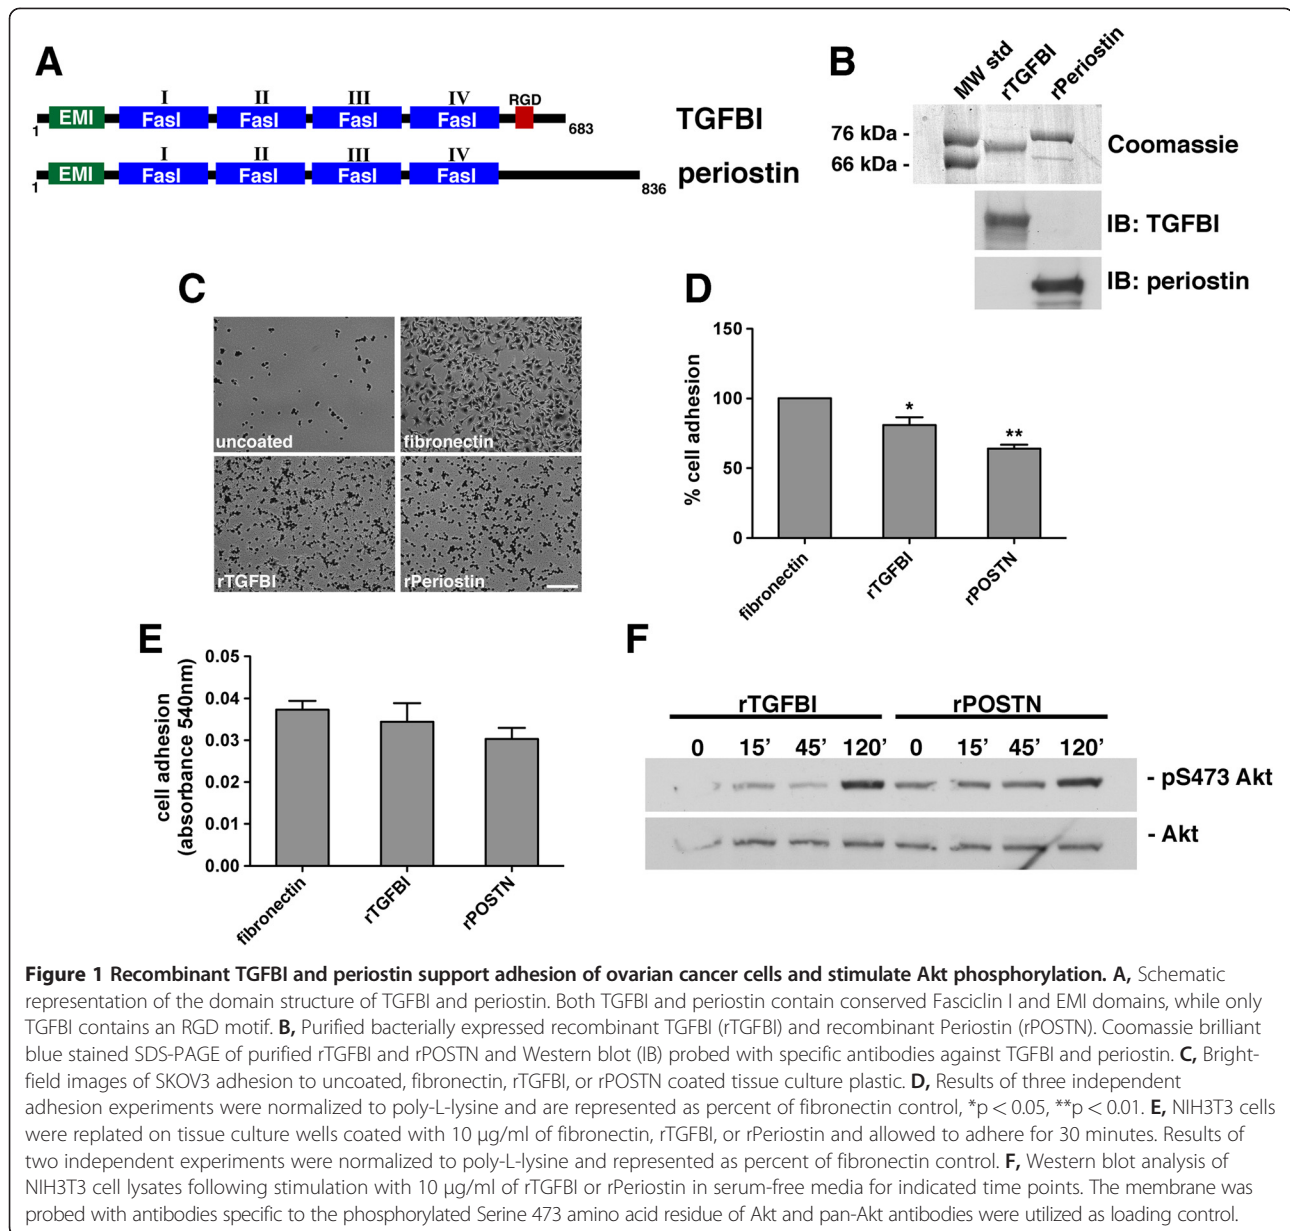 A
I II III IV RGD
EMI FasI FasI FasI FasI
1 683
TGFBI
I II III IV
EMI FasI FasI FasI FasI
1 836
periostin
B
MW std rTGFBI rPeriostin
76 kDa -
66 kDa -
Coomassie
IB: TGFBI
IB: periostin
C
uncoated fibronectin
rTGFBI rPeriostin
D
150
100
50
0
% cell adhesion
* **
fibronectin rTGFBI rPOSTN
E
0.05
0.04
0.03
0.02
0.01
0.00
cell adhesion
(absorbance 540nm)
fibronectin rTGFBI rPOSTN
F
rTGFBI rPOSTN
0 15' 45' 120' 0 15' 45' 120'
- pS473 Akt
- Akt
Figure 1 Recombinant TGFBI and periostin support adhesion of ovarian cancer cells and stimulate Akt phosphorylation. A, Schematic
representation of the domain structure of TGFBI and periostin. Both TGFBI and periostin contain conserved Fasciclin I and EMI domains, while only
TGFBI contains an RGD motif. B, Purified bacterially expressed recombinant TGFBI (rTGFBI) and recombinant Periostin (rPOSTN). Coomassie brilliant
blue stained SDS-PAGE of purified rTGFBI and rPOSTN and Western blot (IB) probed with specific antibodies against TGFBI and periostin. C, Bright-
field images of SKOV3 adhesion to uncoated, fibronectin, rTGFBI, or rPOSTN coated tissue culture plastic. D, Results of three independent
adhesion experiments were normalized to poly-L-lysine and are represented as percent of fibronectin control, *p < 0.05, **p < 0.01. E, NIH3T3 cells
were replated on tissue culture wells coated with 10 μg/ml of fibronectin, rTGFBI, or rPeriostin and allowed to adhere for 30 minutes. Results of
two independent experiments were normalized to poly-L-lysine and represented as percent of fibronectin control. F, Western blot analysis of
NIH3T3 cell lysates following stimulation with 10 μg/ml of rTGFBI or rPeriostin in serum-free media for indicated time points. The membrane was
probed with antibodies specific to the phosphorylated Serine 473 amino acid residue of Akt and pan-Akt antibodies were utilized as loading control.